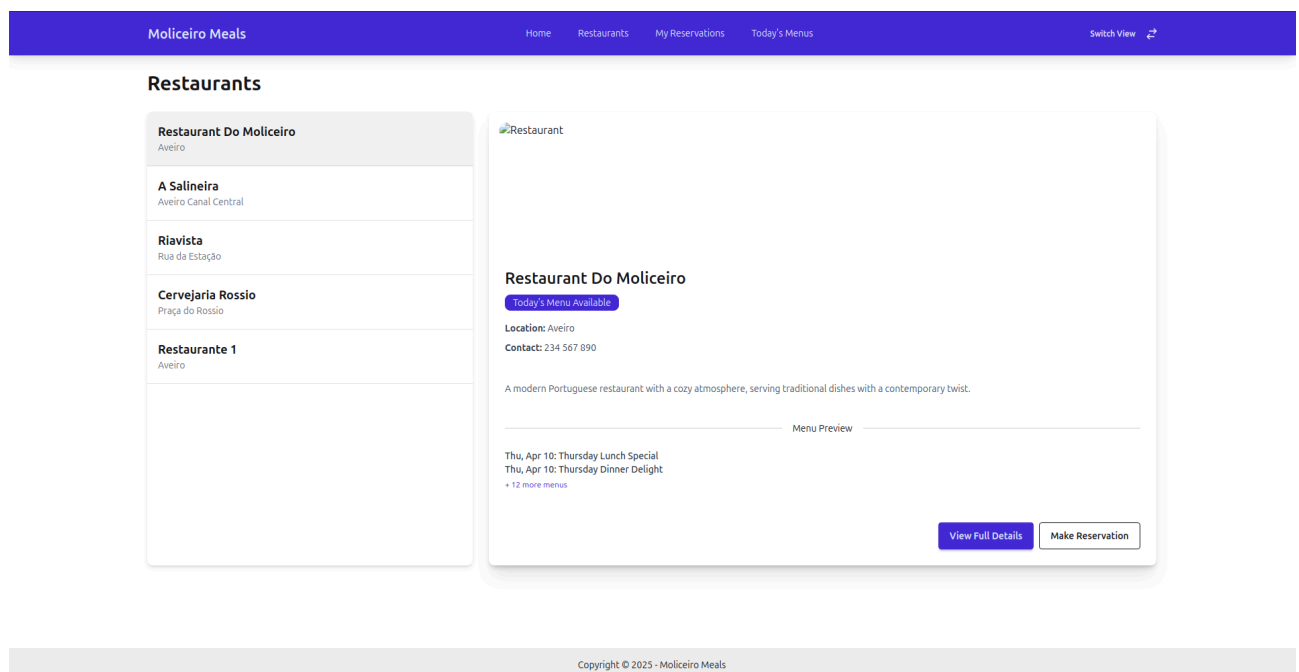 Moliceiro Meals
Home Restaurants My Reservations Today's Menus
Switch View
Restaurants
Restaurant Do Moliceiro
Aveiro
A Salineira
Aveiro Canal Central
Riavista
Rua da Estação
Cervejaria Rossio
Praça do Rossio
Restaurante 1
Aveiro
Restaurant
Restaurant Do Moliceiro
Today's Menu Available
Location: Aveiro
Contact: 234 567 890
A modern Portuguese restaurant with a cozy atmosphere, serving traditional dishes with a contemporary twist.
Menu Preview
Thu, Apr 10: Thursday Lunch Special
Thu, Apr 10: Thursday Dinner Delight
+ 12 more menus
View Full Details
Make Reservation
Copyright © 2025 - Moliceiro Meals